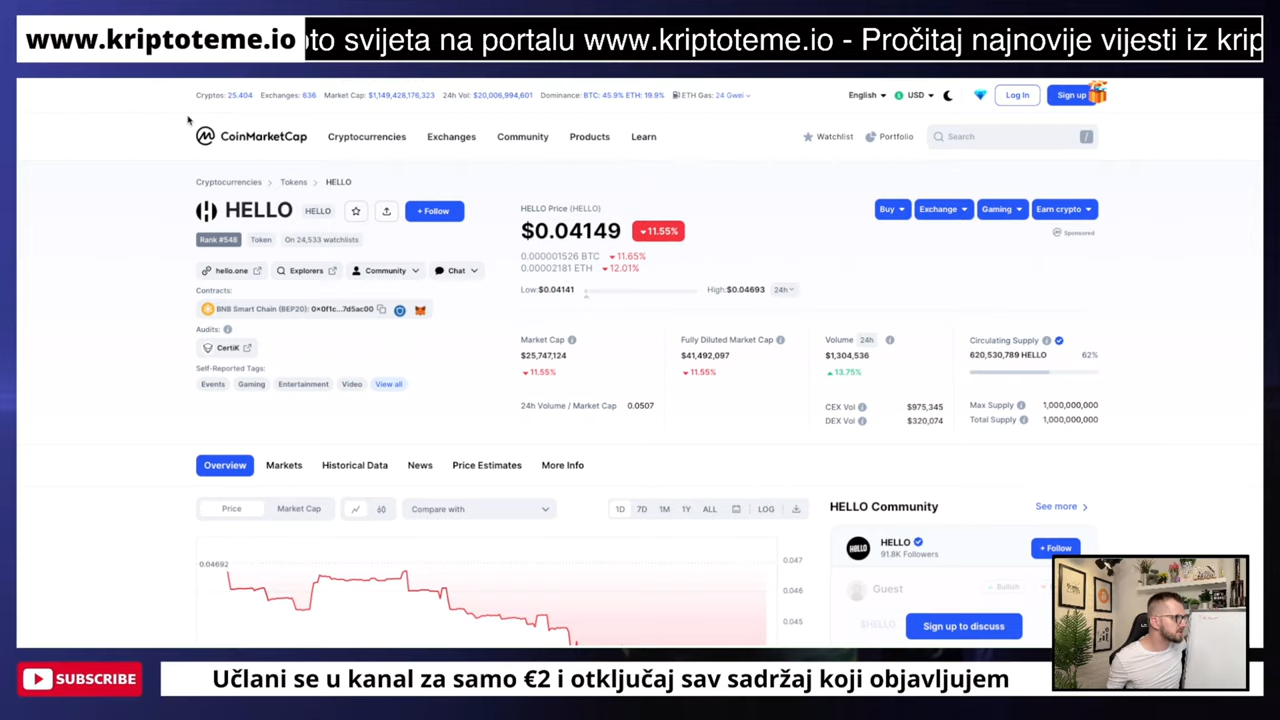 www.kriptoteme.io
oto svijeta na portalu www.kriptoteme.io - Pročitaj najnovije vijesti iz krip
Cryptos: 25.404 Exchanges: 636 Market Cap: $1,149,428,176,323 24h Vol: $20,006,994,601 Dominance: BTC: 45.9% ETH: 19.9% ETH Gas: 24 Gwei
English USD Log In Sign up
CoinMarketCap Cryptocurrencies Exchanges Community Products Learn
Watchlist Portfolio Search /
Cryptocurrencies > Tokens > HELLO
HELLO HELLO + Follow
Rank #548 Token On 24,533 watchlists
hello.one Explorers Community Chat
Contracts:
BNB Smart Chain (BEP20): 0x0f1c...7d5ac00
Audits:
CertiK
Self-Reported Tags:
Events Gaming Entertainment Video View all
HELLO Price (HELLO)
$0.04149 11.55%
0.000001526 BTC 11.65%
0.00002181 ETH 12.01%
Low: $0.04141 High: $0.04693 24h
Buy Exchange Gaming Earn crypto
Sponsored
Market Cap
$25,747,124
11.55%
24h Volume / Market Cap 0.0507
Fully Diluted Market Cap
$41,492,097
11.55%
Volume 24h
$1,304,536
13.75%
CEX Vol $975,345
DEX Vol $320,074
Circulating Supply
620,530,789 HELLO 62%
Max Supply 1,000,000,000
Total Supply 1,000,000,000
Overview Markets Historical Data News Price Estimates More Info
Price Market Cap Compare with 1D 7D 1M 1Y ALL LOG
0.04692
0.047
0.046
0.045
HELLO Community See more >
HELLO
91.8K Followers
+ Follow
Guest Bullish
$HELLO
Sign up to discuss
SUBSCRIBE
Učlani se u kanal za samo €2 i otključaj sav sadržaj koji objavljujem